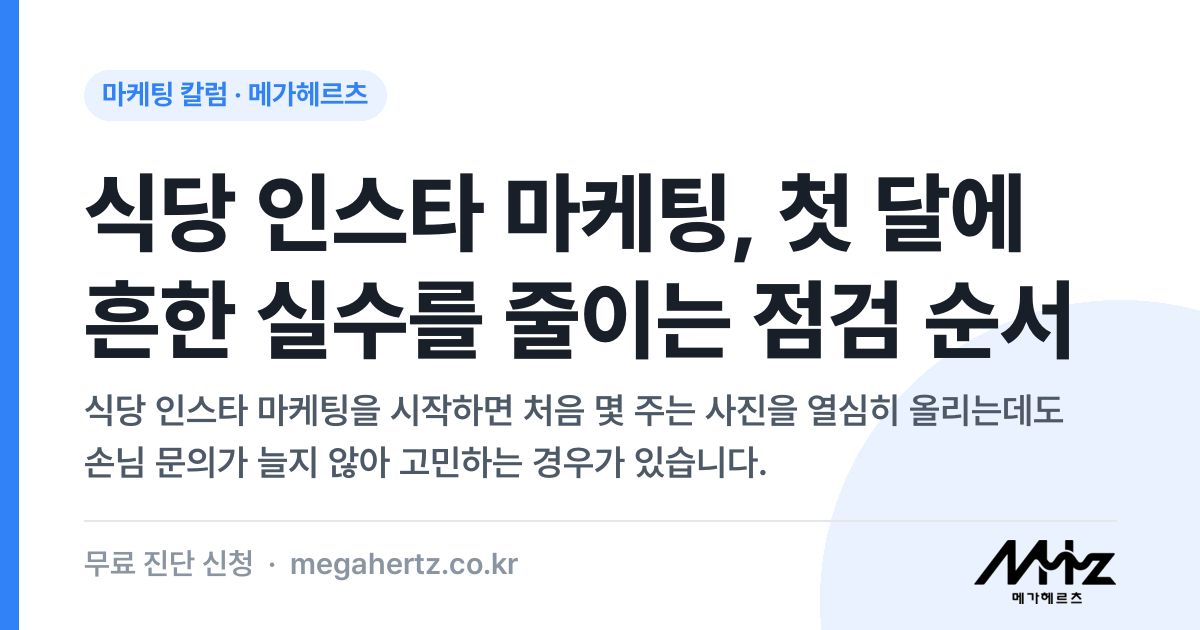 마케팅 칼럼 · 메가헤르츠
식당 인스타 마케팅, 첫 달에
흔한 실수를 줄이는 점검 순서
식당 인스타 마케팅을 시작하면 처음 몇 주는 사진을 열심히 올리는데도
손님 문의가 늘지 않아 고민하는 경우가 있습니다.
무료 진단 신청 · megahertz.co.kr
MHz
메가헤르츠